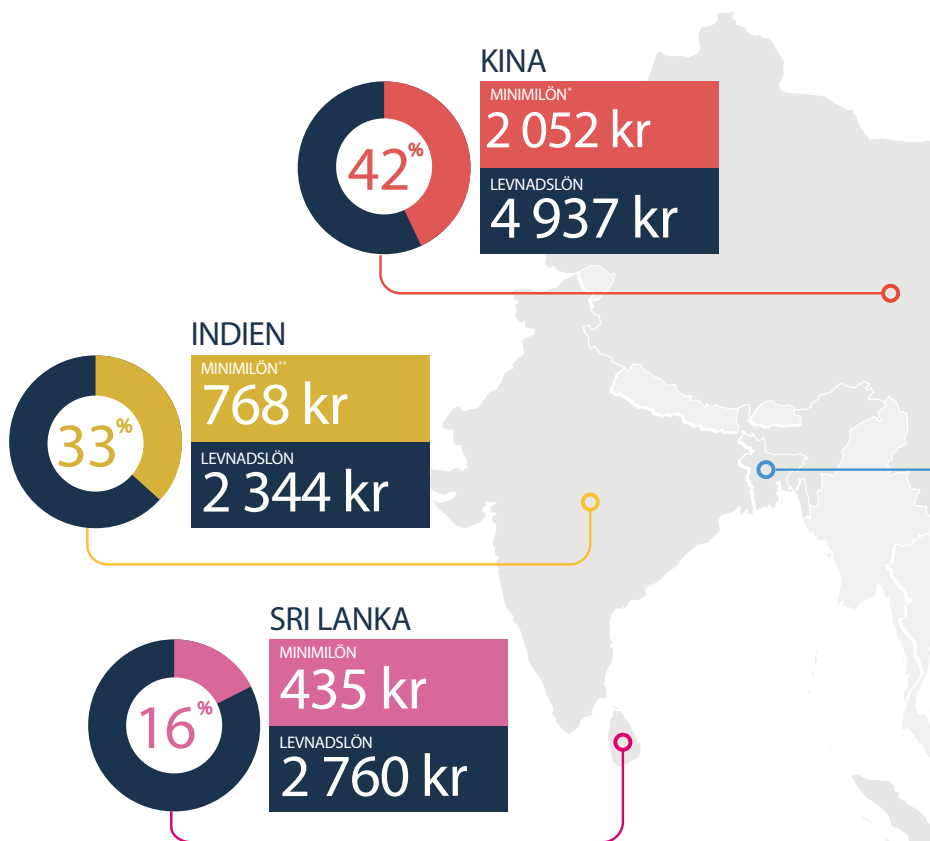 KINA
MINIMILÖN*
2 052 kr
42%
LEVNADSLÖN
4 937 kr
INDIEN
MINIMILÖN**
768 kr
33%
LEVNADSLÖN
2 344 kr
SRI LANKA
MINIMILÖN
435 kr
16%
LEVNADSLÖN
2 760 kr